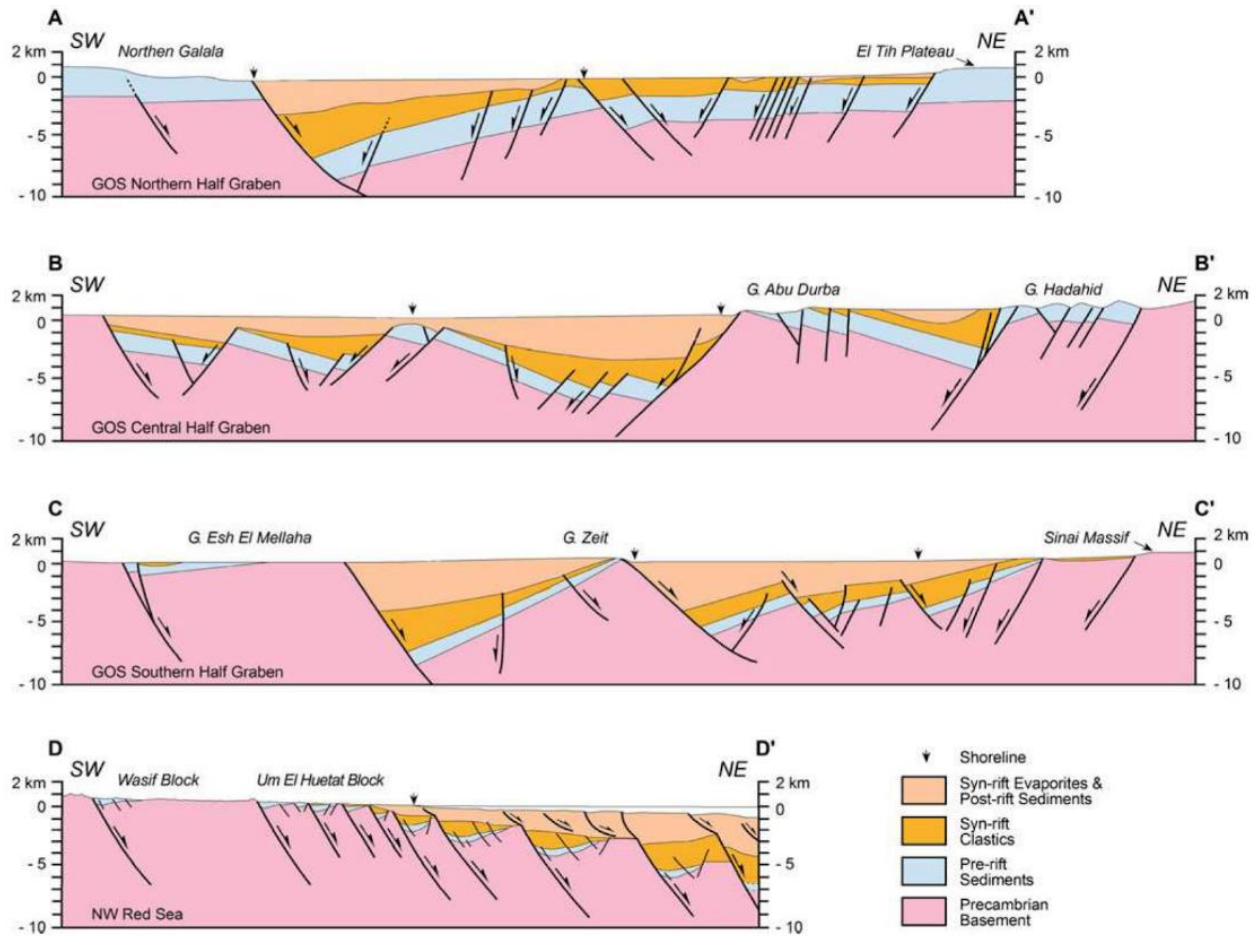 A
A'
SW
NE
Northen Galala
El Tih Plateau
2 km
0
- 5
- 10
2 km
0
- 5
- 10
GOS Northern Half Graben
B
B'
SW
NE
G. Abu Durba
G. Hadahid
2 km
0
- 5
- 10
2 km
0
- 5
- 10
GOS Central Half Graben
C
C'
SW
NE
G. Esh El Mellaha
G. Zeit
Sinai Massif
2 km
0
- 5
- 10
2 km
0
- 5
- 10
GOS Southern Half Graben
D
D'
SW
NE
Wasif Block
Um El Huetat Block
2 km
0
- 5
- 10
2 km
0
- 5
- 10
NW Red Sea
Shoreline
Syn-rift Evaporites &
Post-rift Sediments
Syn-rift
Clastics
Pre-rift
Sediments
Precambrian
Basement